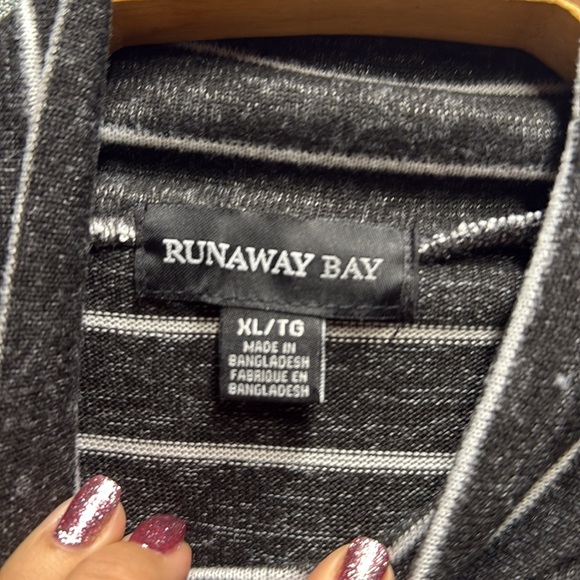 RUNAWAY BAY
XL/TG
MADE IN
BANGLADESH
FABRIQUE EN
BANGLADESH